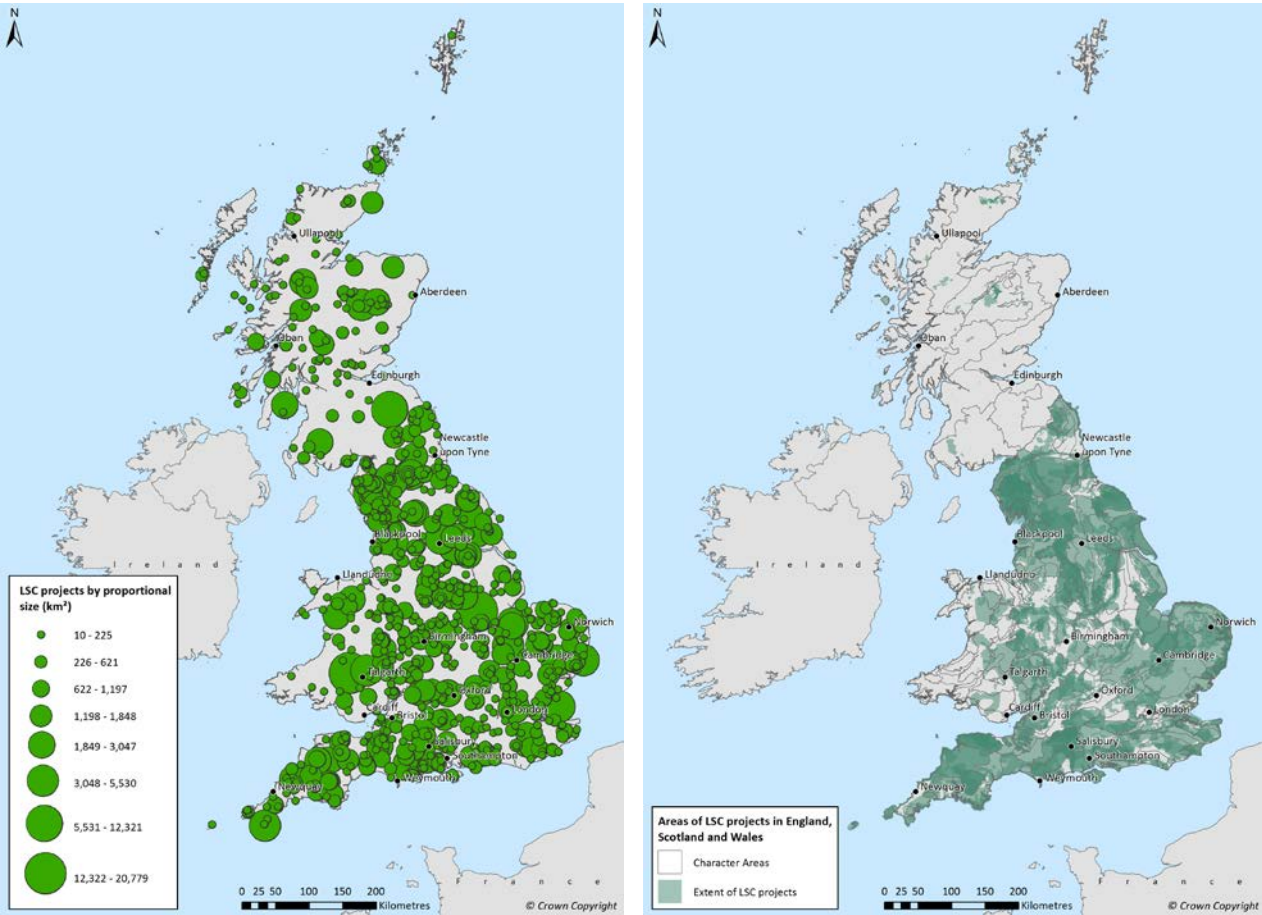 N
Ullapool
Aberdeen
Oban
Edinburgh
Newcastle
upon Tyne
Blackpool
Leeds
Ireland
Llandudno
Norwich
Birmingham
Cambridge
Talgarth
Oxford
Cardiff
Bristol
London
Salisbury
Southampton
Weymouth
Newquay
LSC projects by proportional
size (km²)
10 - 225
226 - 621
622 - 1,197
1,198 - 1,848
1,849 - 3,047
3,048 - 5,530
5,531 - 12,321
12,322 - 20,779
France
0 25 50 100 150 200
Kilometres
© Crown Copyright
N
Ullapool
Aberdeen
Oban
Edinburgh
Newcastle
upon Tyne
Blackpool
Leeds
Ireland
Llandudno
Norwich
Birmingham
Cambridge
Talgarth
Oxford
Cardiff
Bristol
London
Salisbury
Southampton
Weymouth
Newquay
Areas of LSC projects in England,
Scotland and Wales
Character Areas
Extent of LSC projects
France
0 25 50 100 150 200
Kilometres
© Crown Copyright